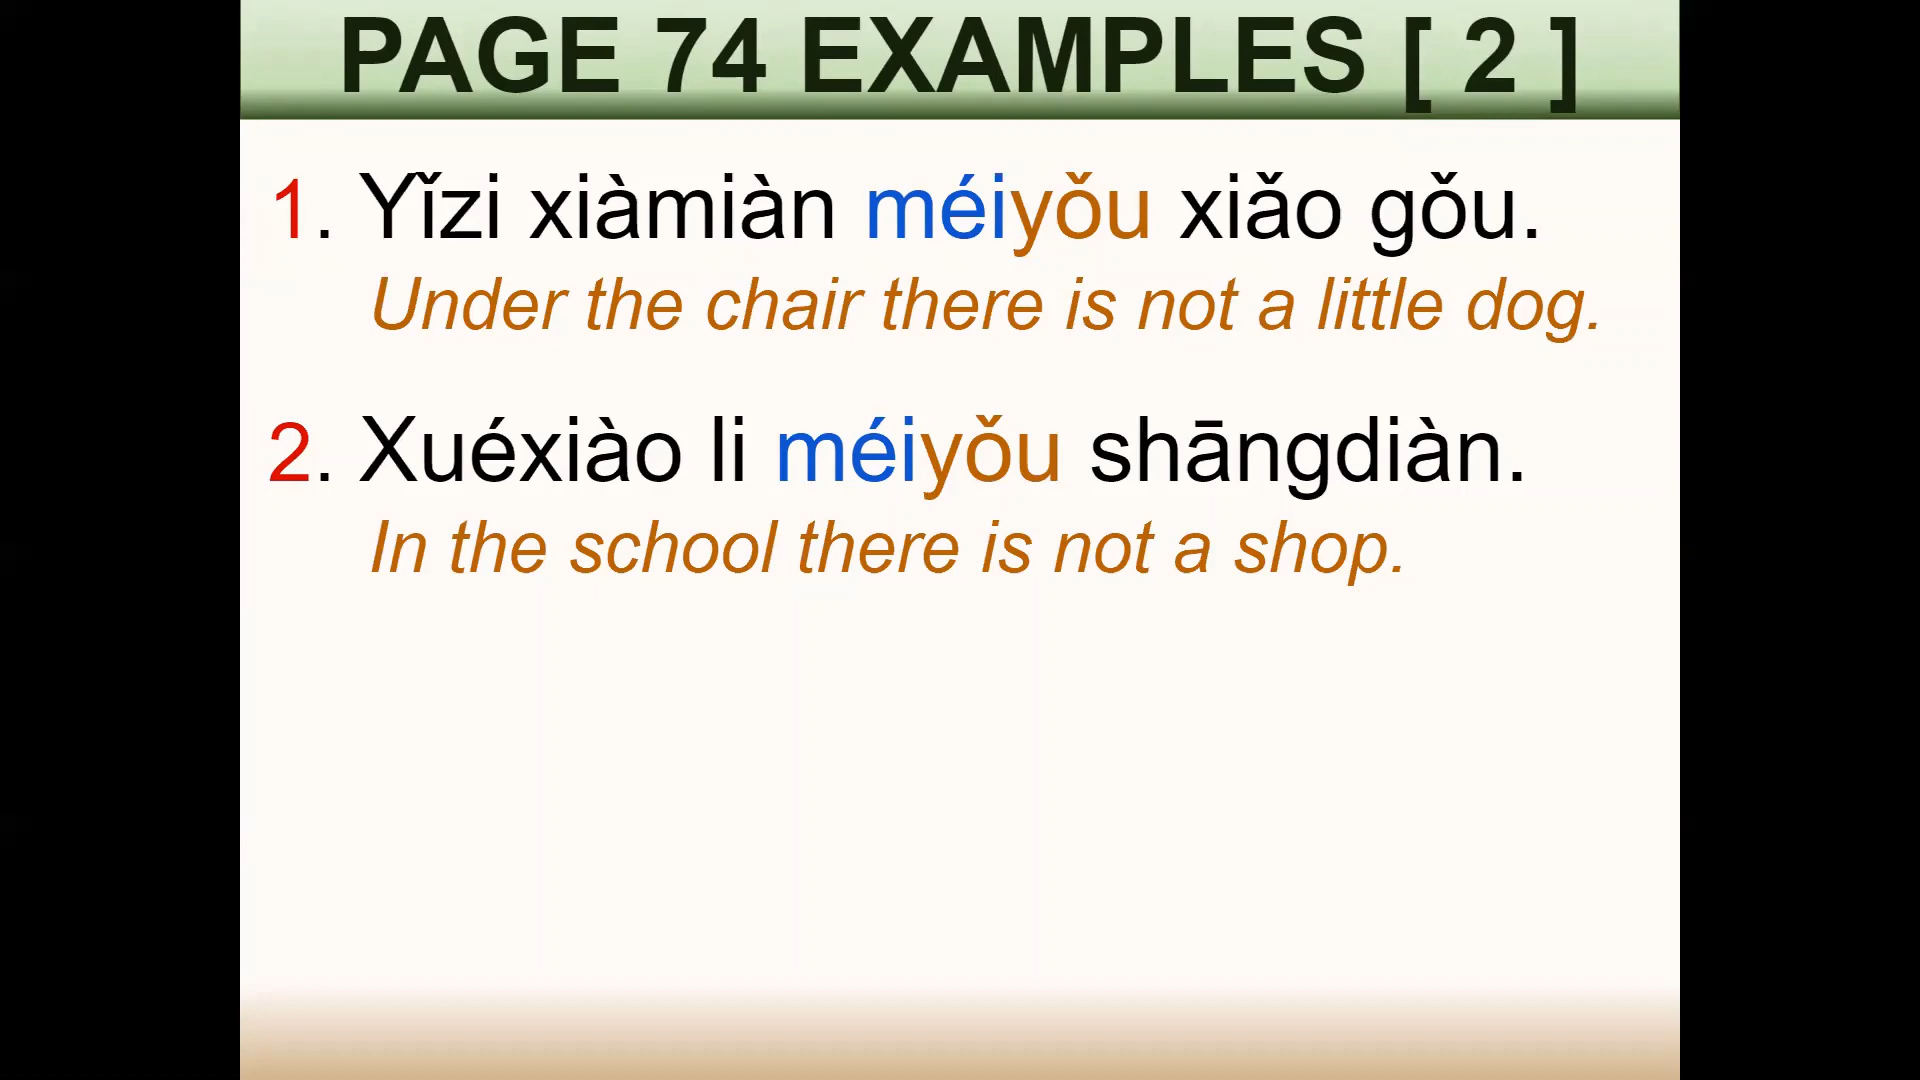 PAGE 74 EXAMPLES [ 2 ]
1. Yǐzi xiàmiàn méiyǒu xiǎo gǒu.
Under the chair there is not a little dog.
2. Xuéxiào li méiyǒu shāngdiàn.
In the school there is not a shop.